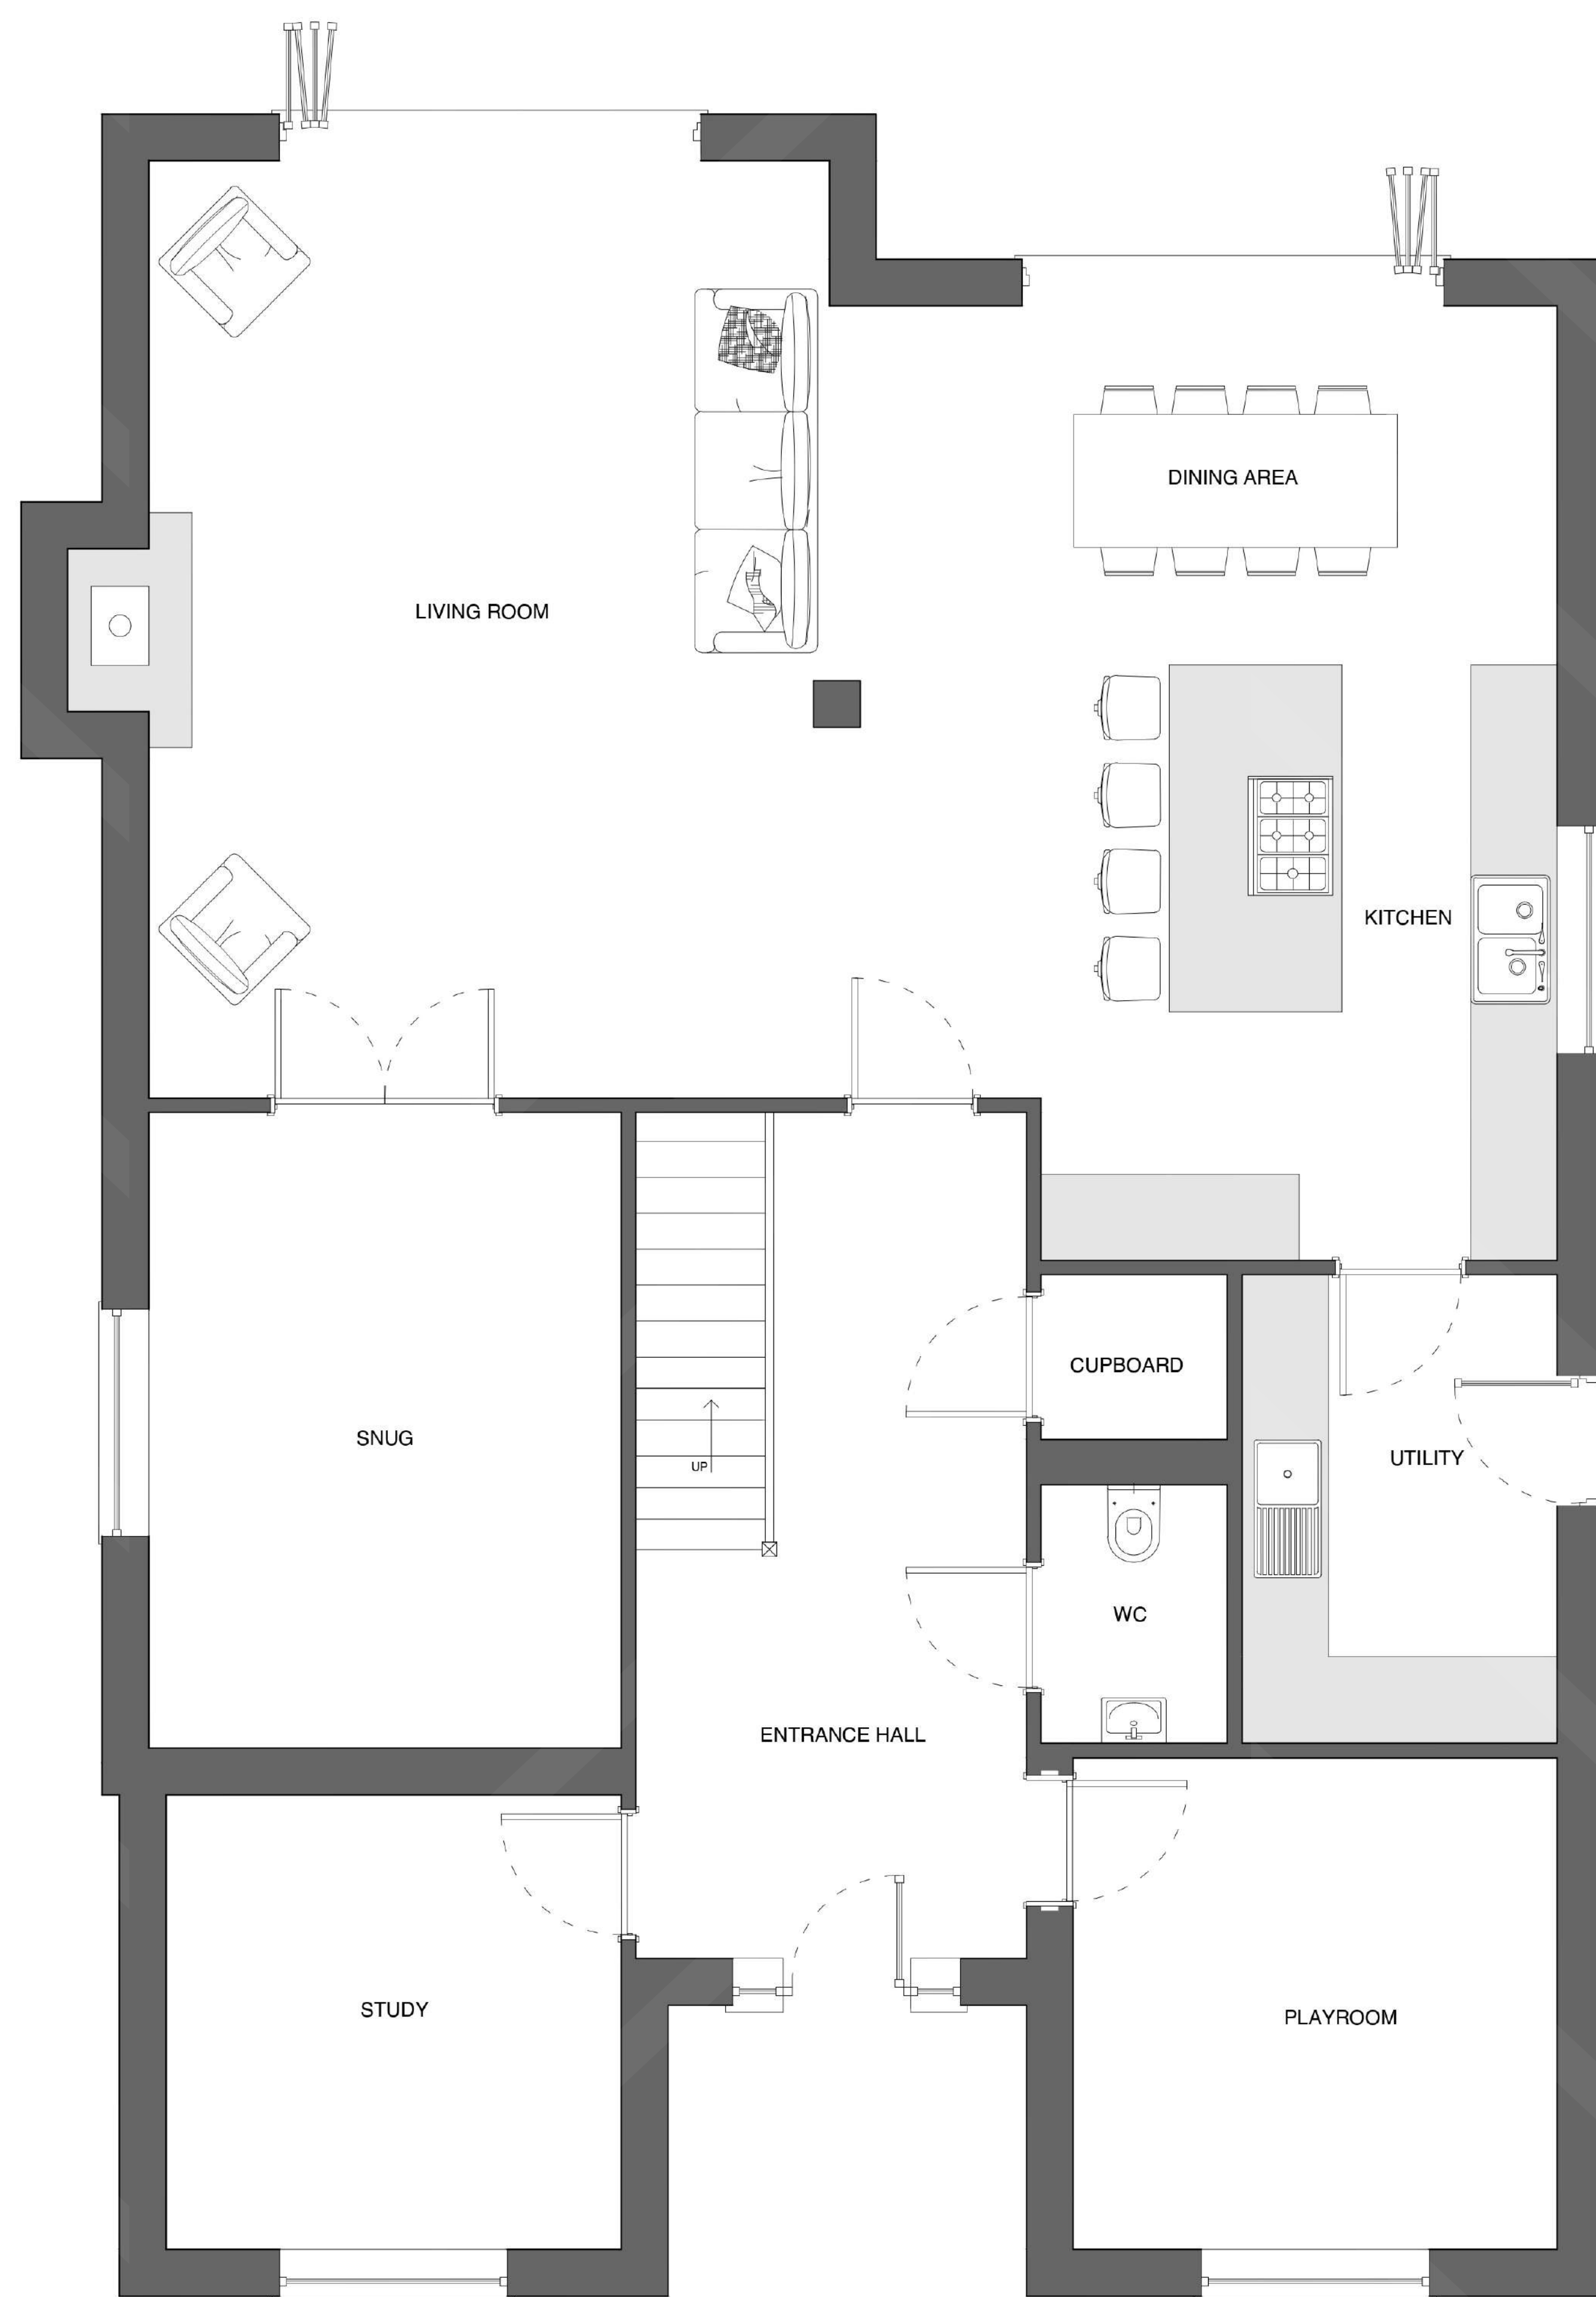 DINING AREA
LIVING ROOM
KITCHEN
CUPBOARD
SNUG
UTILITY
UP
WC
ENTRANCE HALL
STUDY
PLAYROOM